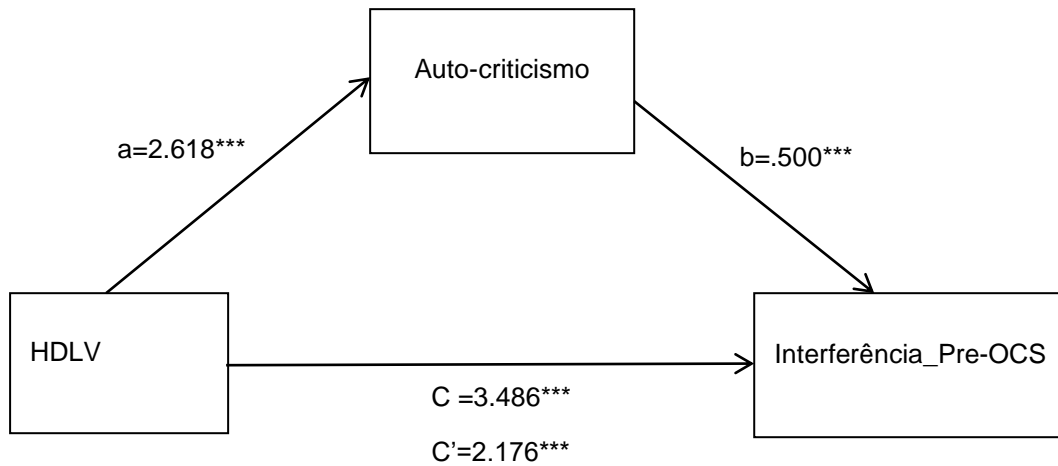 Auto-criticismo
a=2.618***
b=.500***
HDLV
Interferência_Pre-OCS
C =3.486***
C’=2.176***